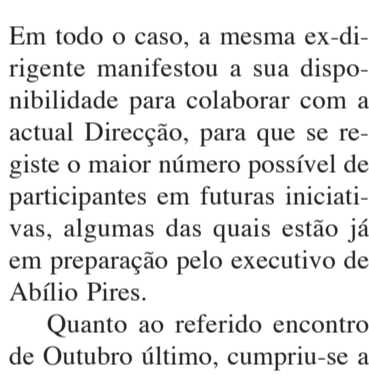 Em todo o caso, a mesma ex-di-
rigente manifestou a sua dispo-
nibilidade para colaborar com a
actual Direcção, para que se re-
giste o maior número possível de
participantes em futuras iniciati-
vas, algumas das quais estão já
em preparação pelo executivo de
Abílio Pires.
Quanto ao referido encontro
de Outubro último, cumpriu-se a